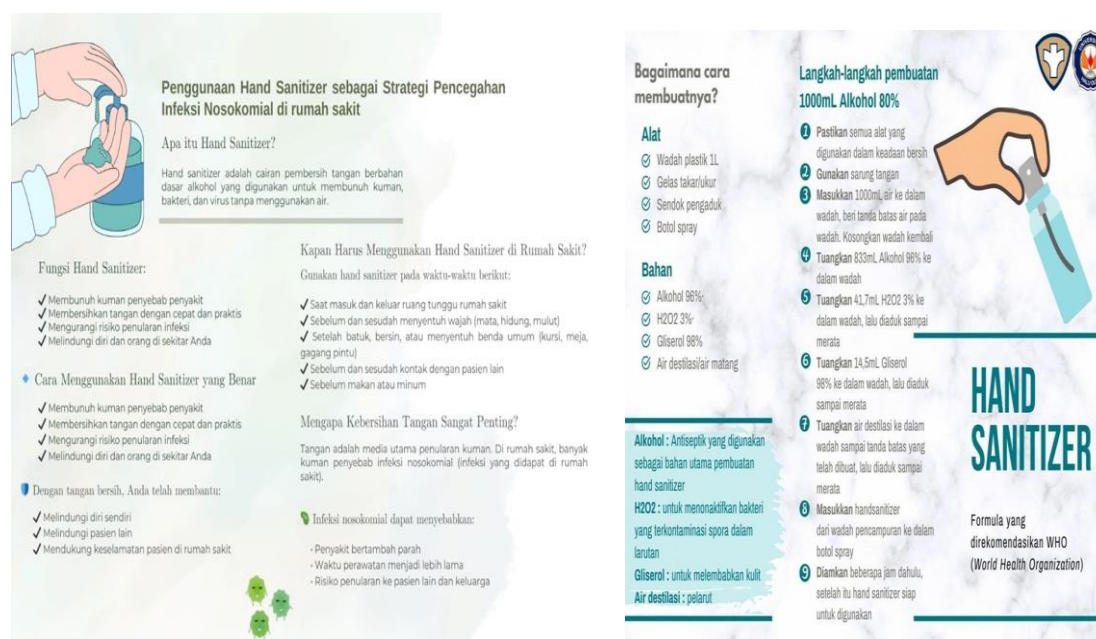 Penggunaan Hand Sanitizer sebagai Strategi Pencegahan
Infeksi Nosokomial di rumah sakit
Apa itu Hand Sanitizer?
Hand sanitizer adalah cairan pembersih tangan berbahan
dasar alkohol yang digunakan untuk membunuh kuman,
bakteri, dan virus tanpa menggunakan air.
Fungsi Hand Sanitizer:
✓ Membunuh kuman penyebab penyakit
✓ Membersihkan tangan dengan cepat dan praktis
✓ Mengurangi risiko penularan infeksi
✓ Melindungi diri dan orang di sekitar Anda
Cara Menggunakan Hand Sanitizer yang Benar
✓ Membunuh kuman penyebab penyakit
✓ Membersihkan tangan dengan cepat dan praktis
✓ Mengurangi risiko penularan infeksi
✓ Melindungi diri dan orang di sekitar Anda
Dengan tangan bersih, Anda telah membantu:
✓ Melindungi diri sendiri
✓ Melindungi pasien lain
✓ Mendukung keselamatan pasien di rumah sakit
Kapan Harus Menggunakan Hand Sanitizer di Rumah Sakit?
Gunakan hand sanitizer pada waktu-waktu berikut:
✓ Saat masuk dan keluar ruang tunggu rumah sakit
✓ Sebelum dan sesudah menyentuh wajah (mata, hidung, mulut)
✓ Setelah batuk, bersin, atau menyentuh benda umum (kursi, meja,
gagang pintu)
✓ Sebelum dan sesudah kontak dengan pasien lain
✓ Sebelum makan atau minum
Mengapa Kebersihan Tangan Sangat Penting?
Tangan adalah media utama penularan kuman. Di rumah sakit, banyak
kuman penyebab infeksi nosokomial (infeksi yang didapat di rumah
sakit).
Infeksi nosokomial dapat menyebabkan:
- Penyakit bertambah parah
- Waktu perawatan menjadi lebih lama
- Risiko penularan ke pasien lain dan keluarga
Bagaimana cara
membuatnya?
Alat
Wadah plastik 1L
Gelas takar/ukur
Sendok pengaduk
Botol spray
Bahan
Alkohol 96%
H2O2 3%
Gliserol 98%
Air destilasi/air matang
Alkohol : Antiseptik yang digunakan
sebagai bahan utama pembuatan
hand sanitizer
H2O2 : untuk menonaktifkan bakteri
yang terkontaminasi spora dalam
larutan
Gliserol : untuk melembabkan kulit
Air destilasi : pelarut
Langkah-langkah pembuatan
1000mL Alkohol 80%
1 Pastikan semua alat yang
digunakan dalam keadaan bersih
2 Gunakan sarung tangan
3 Masukkan 1000mL air ke dalam
wadah, beri tanda batas air pada
wadah. Kosongkan wadah kembali
4 Tuangkan 833mL Alkohol 96% ke
dalam wadah
5 Tuangkan 41,7mL H2O2 3% ke
dalam wadah, lalu diaduk sampai
merata
6 Tuangkan 14,5mL Gliserol
98% ke dalam wadah, lalu diaduk
sampai merata
7 Tuangkan air destilasi ke dalam
wadah sampai tanda batas yang
telah dibuat, lalu diaduk sampai
merata
8 Masukkan handsanitizer
dari wadah pencampuran ke dalam
botol spray
9 Diamkan beberapa jam dahulu,
setelah itu hand sanitizer siap
untuk digunakan
HAND
SANITIZER
Formula yang
direkomendasikan WHO
(World Health Organization)